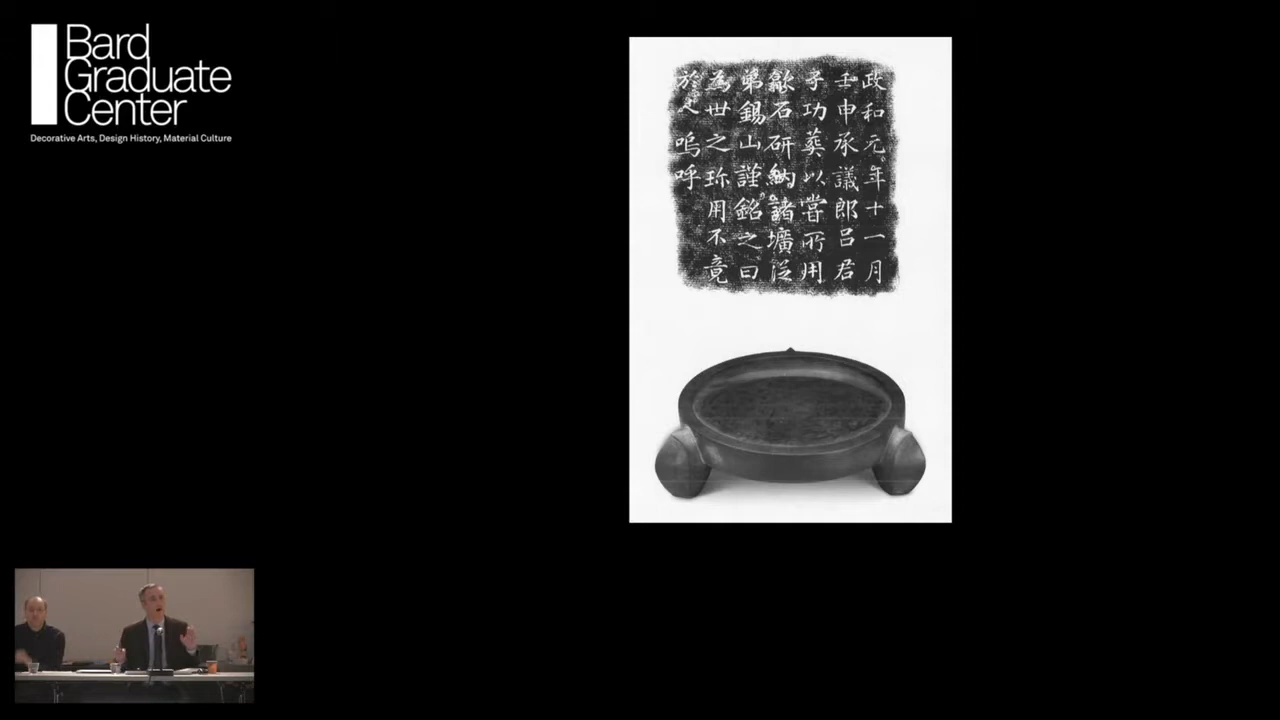 Bard
Graduate
Center
Decorative Arts, Design History, Material Culture
政和元年十一月
壬申承議郎呂君
子功葬以嘗所用
歙石研納諸壙從
弟錫山謹銘之曰
為世之珎用不竟
於人嗚呼